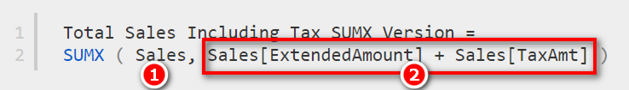 1 Total Sales Including Tax SUMX Version =
2 SUMX ( Sales, Sales[ExtendedAmount] + Sales[TaxAmt] )
1 2